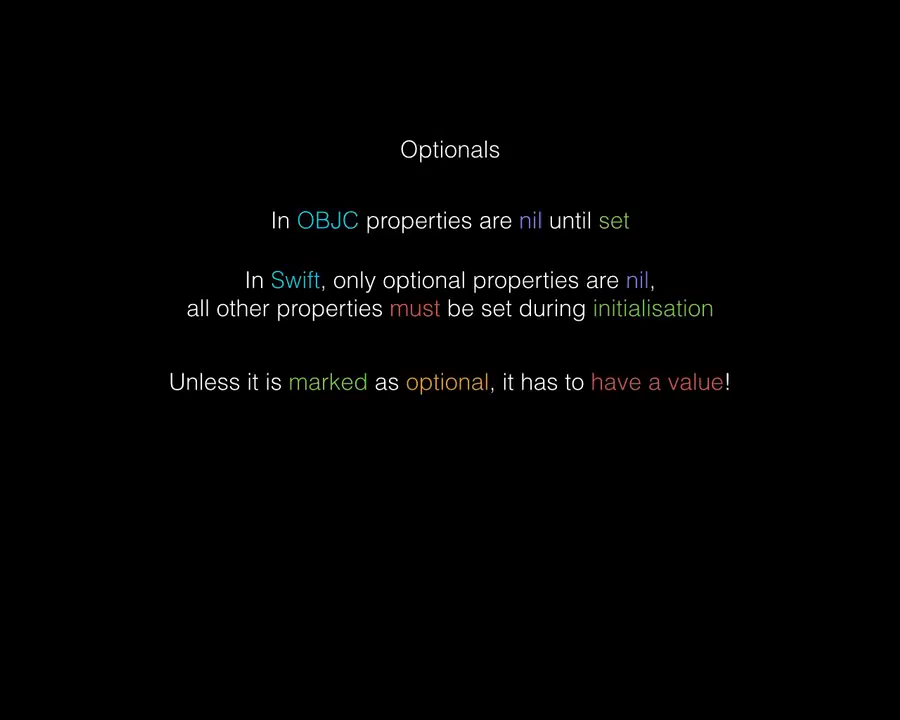 Optionals
In OBJC properties are nil until set
In Swift, only optional properties are nil,
all other properties must be set during initialisation
Unless it is marked as optional, it has to have a value!